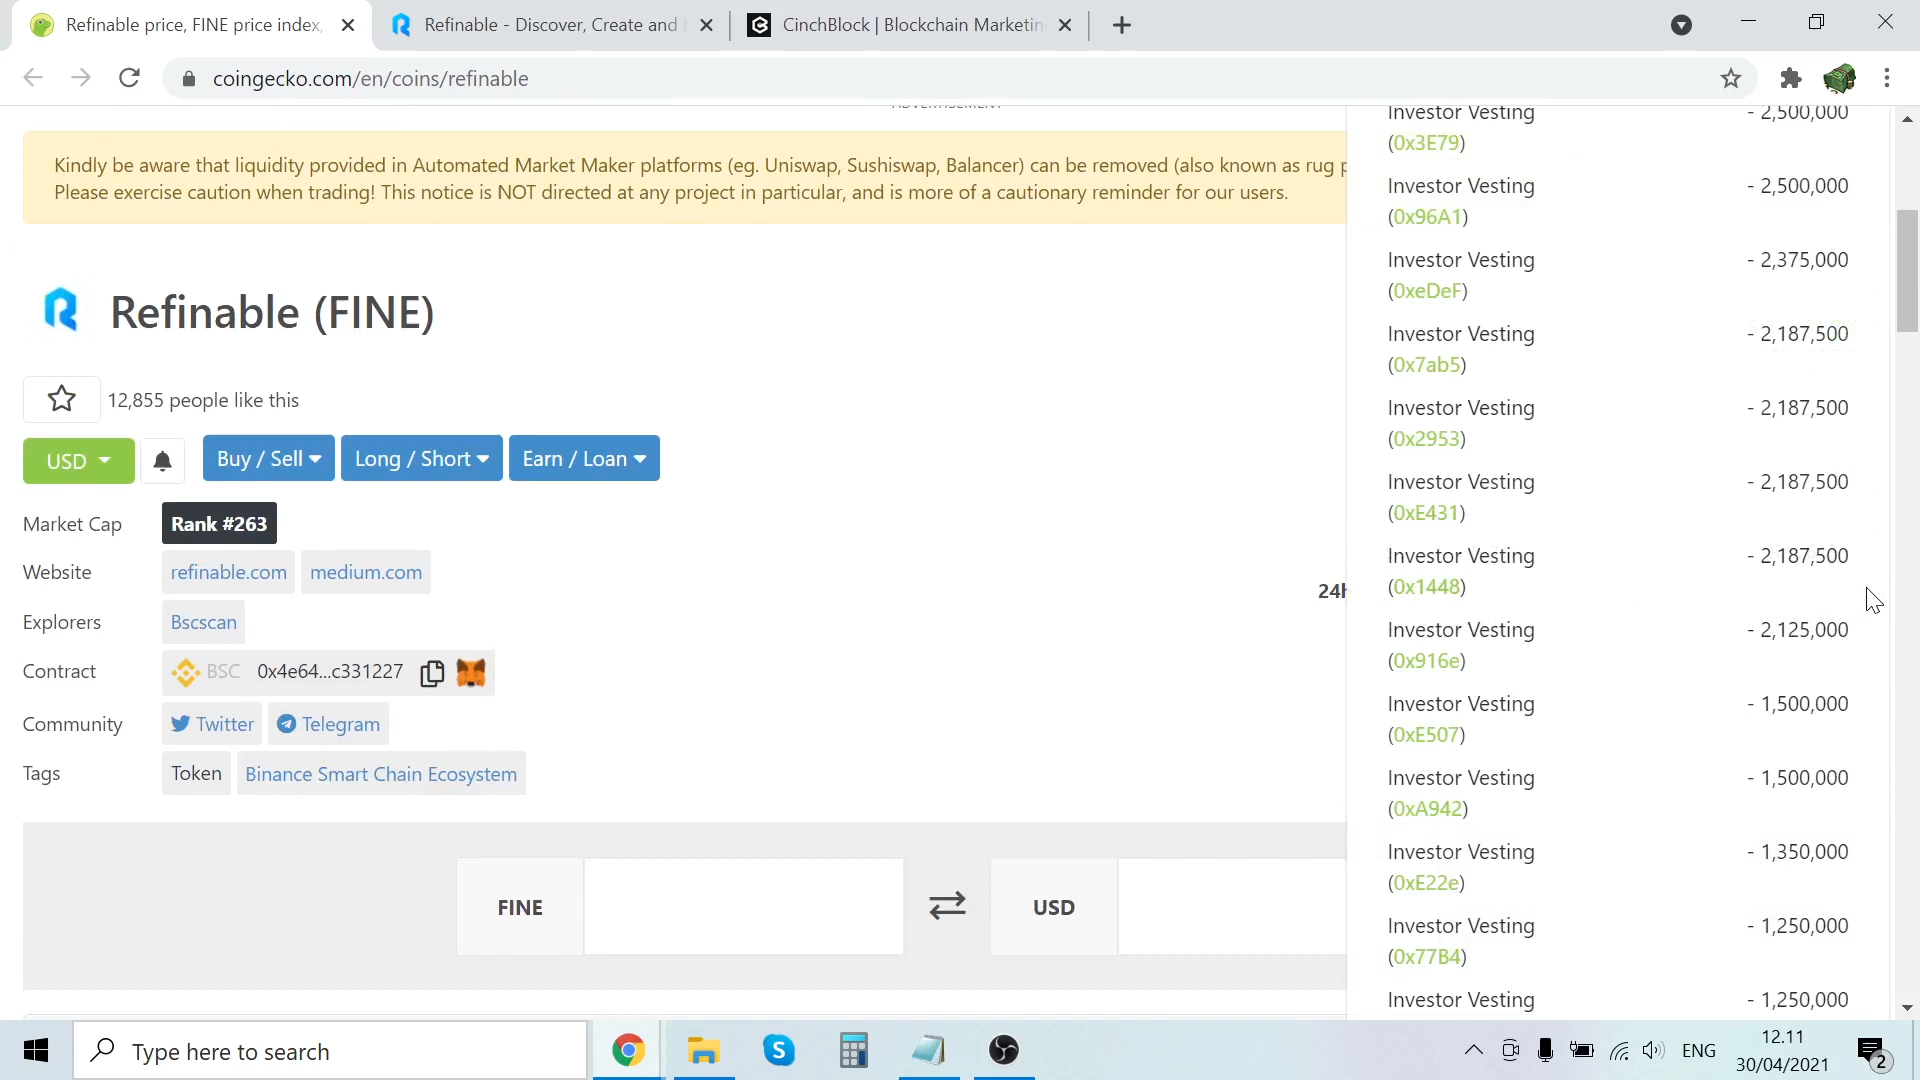 Refinable price, FINE price index,
Refinable - Discover, Create and
CinchBlock | Blockchain Marketin
coingecko.com/en/coins/refinable
ADVERTISEMENT
Kindly be aware that liquidity provided in Automated Market Maker platforms (eg. Uniswap, Sushiswap, Balancer) can be removed (also known as rug p
Please exercise caution when trading! This notice is NOT directed at any project in particular, and is more of a cautionary reminder for our users.
Refinable (FINE)
12,855 people like this
USD
Buy / Sell
Long / Short
Earn / Loan
Market Cap
Rank #263
Website
refinable.com
medium.com
24h
Explorers
Bscscan
Contract
BSC 0x4e64...c331227
Community
Twitter
Telegram
Tags
Token
Binance Smart Chain Ecosystem
FINE
USD
Investor Vesting - 2,500,000
(0x3E79)
Investor Vesting - 2,500,000
(0x96A1)
Investor Vesting - 2,375,000
(0xeDeF)
Investor Vesting - 2,187,500
(0x7ab5)
Investor Vesting - 2,187,500
(0x2953)
Investor Vesting - 2,187,500
(0xE431)
Investor Vesting - 2,187,500
(0x1448)
Investor Vesting - 2,125,000
(0x916e)
Investor Vesting - 1,500,000
(0xE507)
Investor Vesting - 1,500,000
(0xA942)
Investor Vesting - 1,350,000
(0xE22e)
Investor Vesting - 1,250,000
(0x77B4)
Investor Vesting - 1,250,000
Type here to search
ENG
12.11
30/04/2021
2